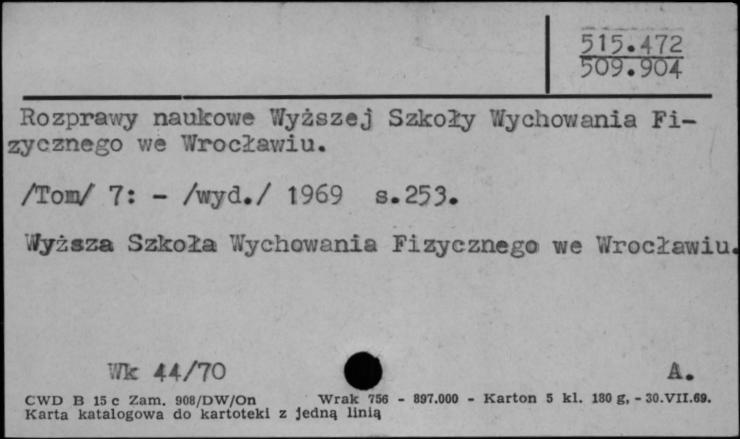 515.472
509.904
Rozprawy naukowe Wyższej Szkoły Wychowania Fi-
zycznego we Wrocławiu.
/Tom/ 7: - /wyd./ 1969 s.253.
Wyższa Szkoła Wychowania Fizycznego we Wrocławiu.
Wk 44/70 A.
CWD B 15 c Zam. 908/DW/On Wrak 756 - 897.000 - Karton 5 kl. 180 g, - 30.VII.69.
Karta katalogowa do kartoteki z jedną linią